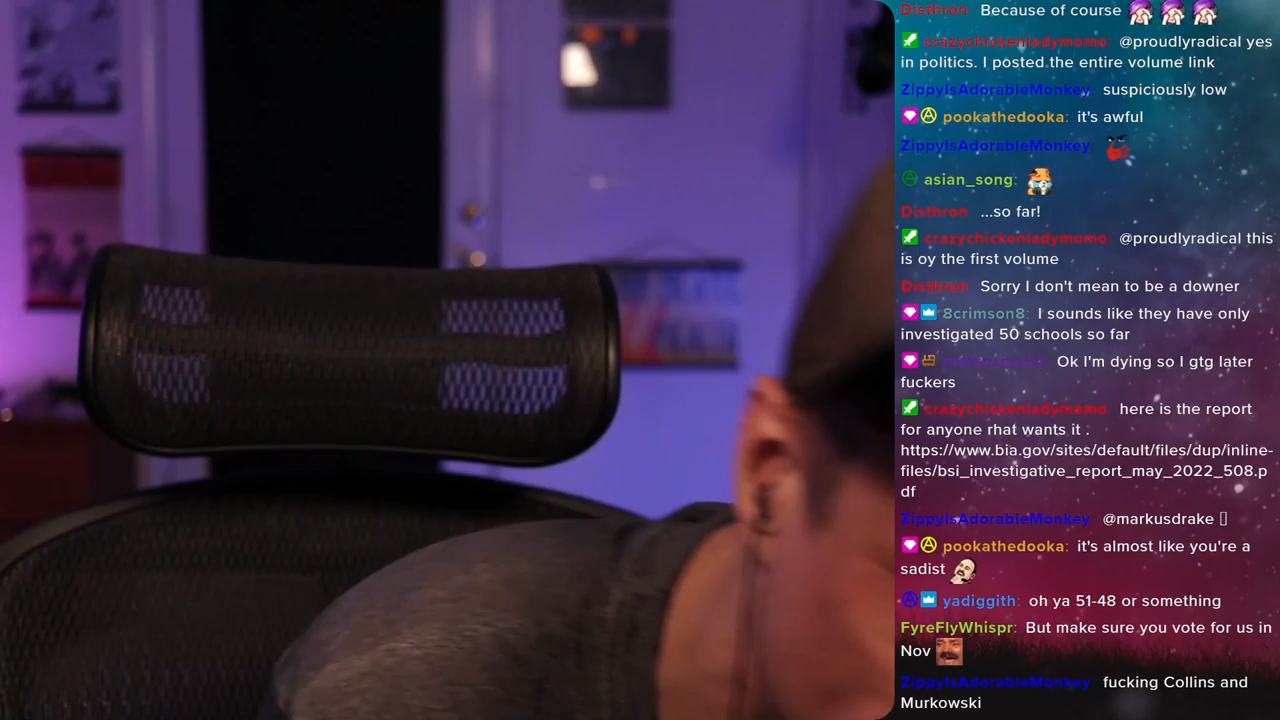 Disthron: Because of course
crazychickenladymomo @proudlyradical yes
in politics. I posted the entire volume link
ZippyIsAdorableMonkey: suspiciously low
pookathedooka: it's awful
ZippyIsAdorableMonkey:
asian_song:
Disthron: ...so far!
crazychickenladymomo @proudlyradical this
is oy the first volume
Disthron: Sorry I don't mean to be a downer
8crimson8: I sounds like they have only
investigated 50 schools so far
markusdrake: Ok I'm dying so I gtg later
fuckers
crazychickenladymomo here is the report
for anyone rhat wants it .
https://www.bia.gov/sites/default/files/dup/inline-
files/bsi_investigative_report_may_2022_508.p
df
ZippyIsAdorableMonkey: @markusdrake
pookathedooka: it's almost like you're a
sadist
yadiggith: oh ya 51-48 or something
FyreFlyWhispr: But make sure you vote for us in
Nov
ZippyIsAdorableMonkey: fucking Collins and
Murkowski